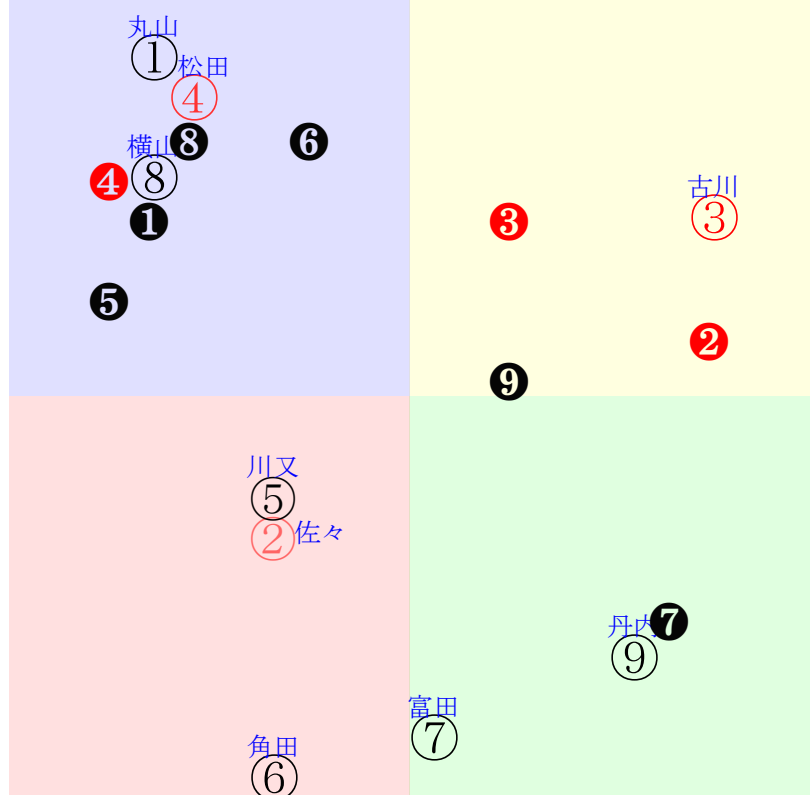 丸山
①
松田
④
横山
❽
❻
❹
⑧
❶
古川
❸
③
❺
❷
❾
川又
⑤
②佐々
丹内
❼
⑨
富田
⑦
角田
⑥